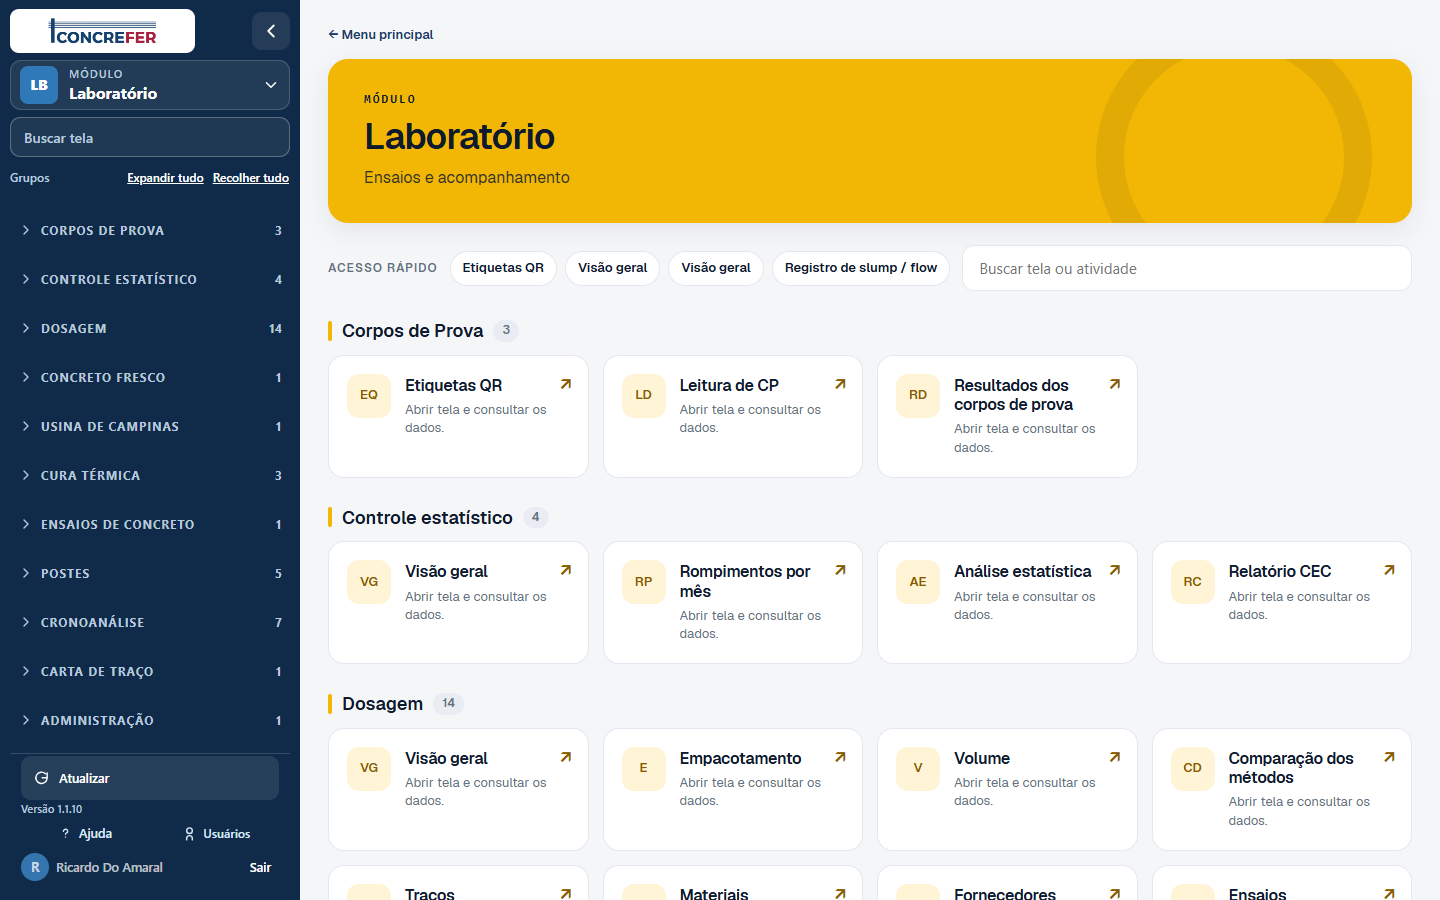 CONCREFER
LB
MÓDULO
Laboratório
Buscar tela
Grupos
Expandir tudo
Recolher tudo
CORPOS DE PROVA 3
CONTROLE ESTATÍSTICO 4
DOSAGEM 14
CONCRETO FRESCO 1
USINA DE CAMPINAS 1
CURA TÉRMICA 3
ENSAIOS DE CONCRETO 1
POSTES 5
CRONOANÁLISE 7
CARTA DE TRAÇO 1
ADMINISTRAÇÃO 1
Atualizar
Versão 1.1.10
? Ajuda
Usuários
R Ricardo Do Amaral
Sair
← Menu principal
MÓDULO
Laboratório
Ensaios e acompanhamento
ACESSO RÁPIDO
Etiquetas QR
Visão geral
Visão geral
Registro de slump / flow
Buscar tela ou atividade
Corpos de Prova 3
EQ
Etiquetas QR
Abrir tela e consultar os
dados.
LD
Leitura de CP
Abrir tela e consultar os
dados.
RD
Resultados dos
corpos de prova
Abrir tela e consultar os
dados.
Controle estatístico 4
VG
Visão geral
Abrir tela e consultar os
dados.
RP
Rompimentos por
mês
Abrir tela e consultar os
dados.
AE
Análise estatística
Abrir tela e consultar os
dados.
RC
Relatório CEC
Abrir tela e consultar os
dados.
Dosagem 14
VG
Visão geral
Abrir tela e consultar os
dados.
E
Empacotamento
Abrir tela e consultar os
dados.
V
Volume
Abrir tela e consultar os
dados.
CD
Comparação dos
métodos
Abrir tela e consultar os
dados.
Traços
Materiais
Fornecedores
Ensaios